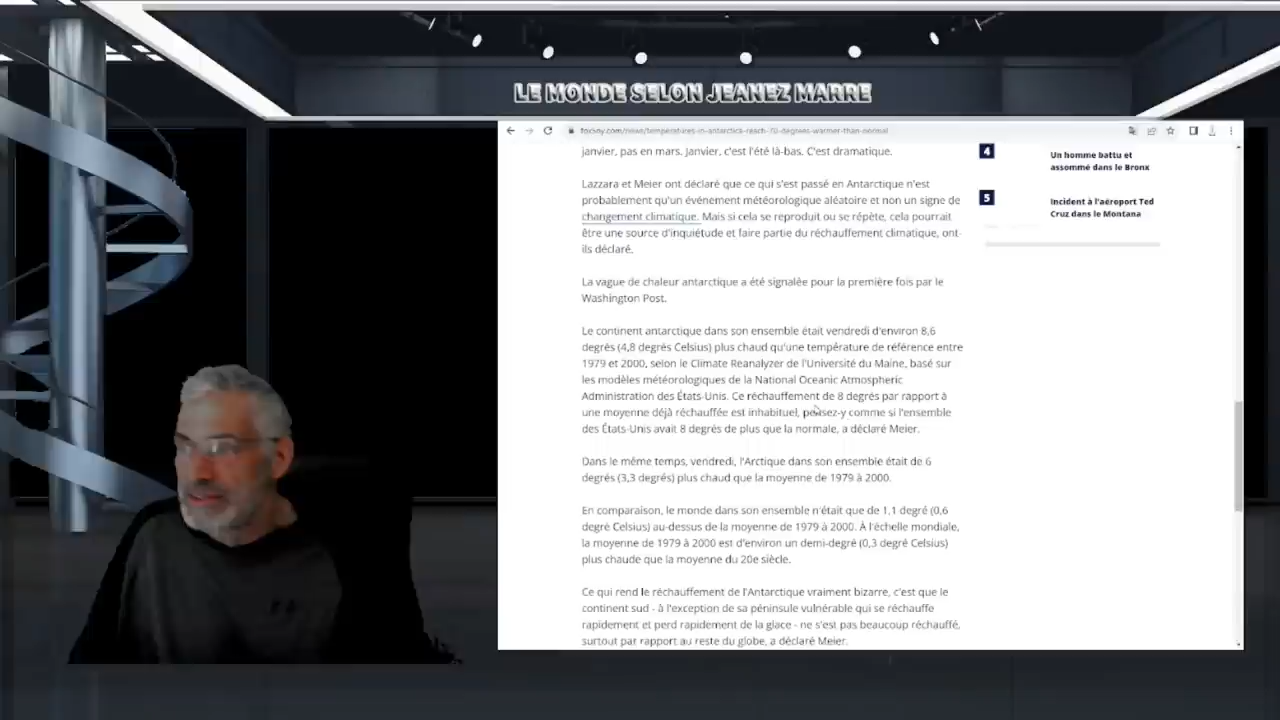 LE MONDE SELON JEANEZ MARRE
foxxny.com/news/temperatures-in-antarctica-reach-70-degrees-warmer-than-normal
janvier, pas en mars. Janvier, c'est l'été là-bas. C'est dramatique.
Lazzara et Meier ont déclaré que ce qui s'est passé en Antarctique n'est
probablement qu'un événement météorologique aléatoire et non un signe de
changement climatique. Mais si cela se reproduit ou se répète, cela pourrait
être une source d'inquiétude et faire partie du réchauffement climatique, ont-
ils déclaré.
La vague de chaleur antarctique a été signalée pour la première fois par le
Washington Post.
Le continent antarctique dans son ensemble était vendredi d'environ 8,6
degrés (4,8 degrés Celsius) plus chaud qu'une température de référence entre
1979 et 2000, selon le Climate Reanalyzer de l'Université du Maine, basé sur
les modèles météorologiques de la National Oceanic Atmospheric
Administration des États-Unis. Ce réchauffement de 8 degrés par rapport à
une moyenne déjà réchauffée est inhabituel, pensez-y comme si l'ensemble
des États-Unis avait 8 degrés de plus que la normale, a déclaré Meier.
Dans le même temps, vendredi, l'Arctique dans son ensemble était de 6
degrés (3,3 degrés) plus chaud que la moyenne de 1979 à 2000.
En comparaison, le monde dans son ensemble n'était que de 1,1 degré (0,6
degré Celsius) au-dessus de la moyenne de 1979 à 2000. À l'échelle mondiale,
la moyenne de 1979 à 2000 est d'environ un demi-degré (0,3 degré Celsius)
plus chaude que la moyenne du 20e siècle.
Ce qui rend le réchauffement de l'Antarctique vraiment bizarre, c'est que le
continent sud - à l'exception de sa péninsule vulnérable qui se réchauffe
rapidement et perd rapidement de la glace - ne s'est pas beaucoup réchauffé,
surtout par rapport au reste du globe, a déclaré Meier.
4
Un homme battu et
assommé dans le Bronx
5
Incident à l'aéroport Ted
Cruz dans le Montana